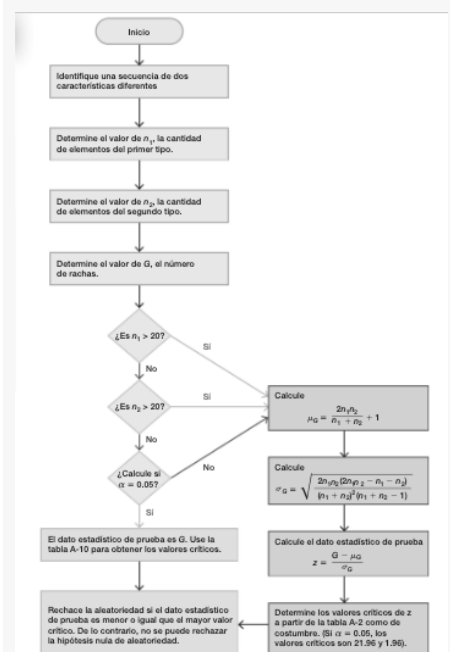 Inicio
Identifique una secuencia de dos
características diferentes
Determine el valor de n₁, la cantidad
de elementos del primer tipo.
Determine el valor de n₂, la cantidad
de elementos del segundo tipo.
Determine el valor de G, el número
de rachas.
¿Es n₁ > 20?
Sí
No
¿Es n₂ > 20?
Sí
No
¿Calcule si
α = 0.05?
No
Sí
El dato estadístico de prueba es G. Use la
tabla A-10 para obtener los valores críticos.
Rechace la aleatoriedad si el dato estadístico
de prueba es menor o igual que el mayor valor
crítico. De lo contrario, no se puede rechazar
la hipótesis nula de aleatoriedad.
Calcule
μG = 2n₁n₂ / (n₁ + n₂) + 1
Calcule
σG = √((2n₁n₂)(2n₁n₂ − n₁ − n₂) / ((n₁ + n₂)²(n₁ + n₂ − 1)))
Calcule el dato estadístico de prueba
z = (G − μG) / σG
Determine los valores críticos de z
a partir de la tabla A-2 como de
costumbre. (Si α = 0.05, los
valores críticos son 21.96 y 1.96).